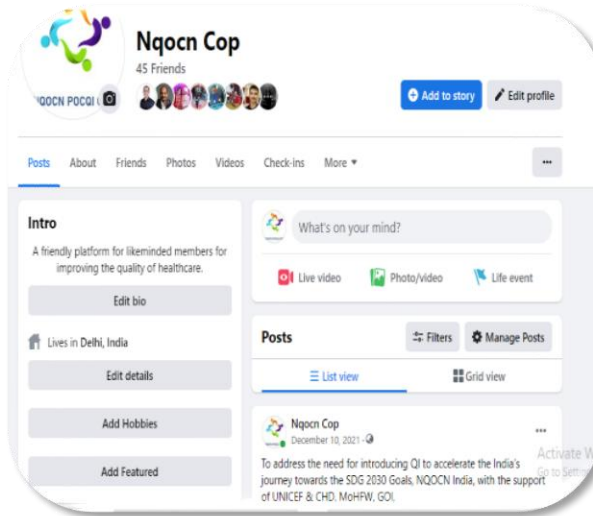 Nqocn Cop
45 Friends
NQOCN POCQI
Add to story
Edit profile
Posts About Friends Photos Videos Check-ins More
Intro
A friendly platform for likeminded members for
improving the quality of healthcare.
Edit bio
Lives in Delhi, India
Edit details
Add Hobbies
Add Featured
What's on your mind?
Live video Photo/video Life event
Posts
Filters
Manage Posts
List view
Grid view
Nqocn Cop
December 10, 2021 ·
To address the need for introducing QI to accelerate the India's
journey towards the SDG 2030 Goals, NQOCN India, with the support
of UNICEF & CHD, MoHFW, GOI,
Activate
Go to